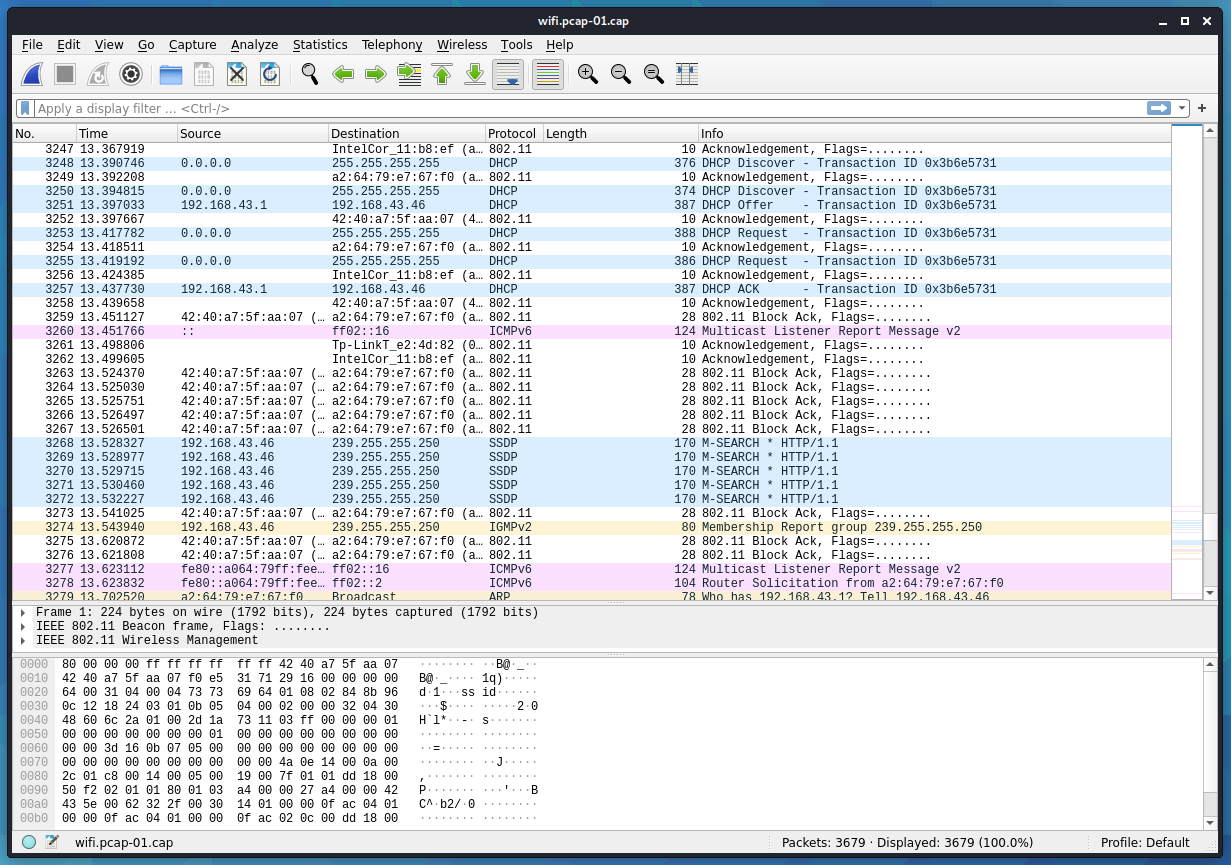 wifi.pcap-01.cap
File Edit View Go Capture Analyze Statistics Telephony Wireless Tools Help
Apply a display filter … <Ctrl-/>
No. Time Source Destination Protocol Length Info
3247 13.367919 IntelCor_11:b8:ef (a… 802.11 10 Acknowledgement, Flags=........
3248 13.390746 0.0.0.0 255.255.255.255 DHCP 376 DHCP Discover - Transaction ID 0x3b6e5731
3249 13.392208 a2:64:79:e7:67:f0 (a… 802.11 10 Acknowledgement, Flags=........
3250 13.394815 0.0.0.0 255.255.255.255 DHCP 374 DHCP Discover - Transaction ID 0x3b6e5731
3251 13.397033 192.168.43.1 192.168.43.46 DHCP 387 DHCP Offer - Transaction ID 0x3b6e5731
3252 13.397667 42:40:a7:5f:aa:07 (4… 802.11 10 Acknowledgement, Flags=........
3253 13.417782 0.0.0.0 255.255.255.255 DHCP 388 DHCP Request - Transaction ID 0x3b6e5731
3254 13.418511 a2:64:79:e7:67:f0 (a… 802.11 10 Acknowledgement, Flags=........
3255 13.419192 0.0.0.0 255.255.255.255 DHCP 386 DHCP Request - Transaction ID 0x3b6e5731
3256 13.424385 IntelCor_11:b8:ef (a… 802.11 10 Acknowledgement, Flags=........
3257 13.437730 192.168.43.1 192.168.43.46 DHCP 387 DHCP ACK - Transaction ID 0x3b6e5731
3258 13.439658 42:40:a7:5f:aa:07 (4… 802.11 10 Acknowledgement, Flags=........
3259 13.451127 42:40:a7:5f:aa:07 (… a2:64:79:e7:67:f0 (a… 802.11 28 802.11 Block Ack, Flags=........
3260 13.451766 :: ff02::16 ICMPv6 124 Multicast Listener Report Message v2
3261 13.498806 Tp-LinkT_e2:4d:82 (0… 802.11 10 Acknowledgement, Flags=........
3262 13.499605 IntelCor_11:b8:ef (a… 802.11 10 Acknowledgement, Flags=........
3263 13.524370 42:40:a7:5f:aa:07 (… a2:64:79:e7:67:f0 (a… 802.11 28 802.11 Block Ack, Flags=........
3264 13.525030 42:40:a7:5f:aa:07 (… a2:64:79:e7:67:f0 (a… 802.11 28 802.11 Block Ack, Flags=........
3265 13.525751 42:40:a7:5f:aa:07 (… a2:64:79:e7:67:f0 (a… 802.11 28 802.11 Block Ack, Flags=........
3266 13.526497 42:40:a7:5f:aa:07 (… a2:64:79:e7:67:f0 (a… 802.11 28 802.11 Block Ack, Flags=........
3267 13.526501 42:40:a7:5f:aa:07 (… a2:64:79:e7:67:f0 (a… 802.11 28 802.11 Block Ack, Flags=........
3268 13.528327 192.168.43.46 239.255.255.250 SSDP 170 M-SEARCH * HTTP/1.1
3269 13.528977 192.168.43.46 239.255.255.250 SSDP 170 M-SEARCH * HTTP/1.1
3270 13.529715 192.168.43.46 239.255.255.250 SSDP 170 M-SEARCH * HTTP/1.1
3271 13.530460 192.168.43.46 239.255.255.250 SSDP 170 M-SEARCH * HTTP/1.1
3272 13.532227 192.168.43.46 239.255.255.250 SSDP 170 M-SEARCH * HTTP/1.1
3273 13.541025 42:40:a7:5f:aa:07 (… a2:64:79:e7:67:f0 (a… 802.11 28 802.11 Block Ack, Flags=........
3274 13.543940 192.168.43.46 239.255.255.250 IGMPv2 80 Membership Report group 239.255.255.250
3275 13.620872 42:40:a7:5f:aa:07 (… a2:64:79:e7:67:f0 (a… 802.11 28 802.11 Block Ack, Flags=........
3276 13.621808 42:40:a7:5f:aa:07 (… a2:64:79:e7:67:f0 (a… 802.11 28 802.11 Block Ack, Flags=........
3277 13.623112 fe80::a064:79ff:fee… ff02::16 ICMPv6 124 Multicast Listener Report Message v2
3278 13.623832 fe80::a064:79ff:fee… ff02::2 ICMPv6 104 Router Solicitation from a2:64:79:e7:67:f0
3279 13.702520 a2:64:79:e7:67:f0 Broadcast ARP 78 Who has 192.168.43.1? Tell 192.168.43.46
Frame 1: 224 bytes on wire (1792 bits), 224 bytes captured (1792 bits)
IEEE 802.11 Beacon frame, Flags: ........
IEEE 802.11 Wireless Management
0000 80 00 00 00 ff ff ff ff ff ff 42 40 a7 5f aa 07 ········ ··B@·_··
0010 42 40 a7 5f aa 07 f0 e5 31 71 29 16 00 00 00 00 B@·_···· 1q)·····
0020 64 00 31 04 00 04 73 73 69 64 01 08 02 84 8b 96 d·1···ss id······
0030 0c 12 18 24 03 01 0b 05 04 00 02 00 00 32 04 30 ···$···· ·····2·0
0040 48 60 6c 2a 01 00 2d 1a 73 11 03 ff 00 00 00 01 H`l*··-· s·······
0050 00 00 00 00 00 00 00 01 00 00 00 00 00 00 00 00 ········ ········
0060 00 00 3d 16 0b 07 05 00 00 00 00 00 00 00 00 00 ··=····· ········
0070 00 00 00 00 00 00 00 00 00 00 4a 0e 14 00 0a 00 ········ ··J·····
0080 2c 01 c8 00 14 00 05 00 19 00 7f 01 01 dd 18 00 ,······· ········
0090 50 f2 02 01 01 80 01 03 a4 00 00 27 a4 00 00 42 P······· ···'···B
00a0 43 5e 00 62 32 2f 00 30 14 01 00 00 0f ac 04 01 C^·b2/·0 ········
00b0 00 00 0f ac 04 01 00 00 0f ac 02 0c 00 dd 18 00 ········ ········
wifi.pcap-01.cap Packets: 3679 · Displayed: 3679 (100.0%) Profile: Default